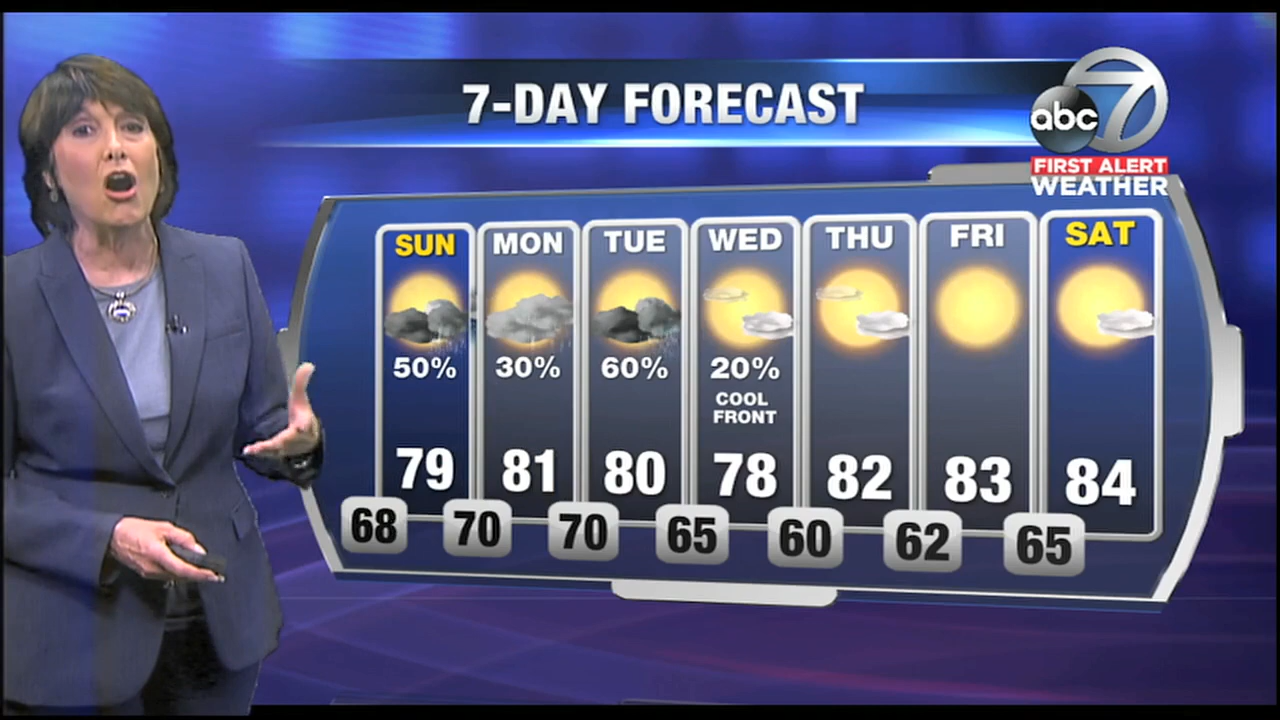 7-DAY FORECAST
abc 7
FIRST ALERT
WEATHER
SUN MON TUE WED THU FRI SAT
50% 30% 60% 20%
COOL
FRONT
79 81 80 78 82 83 84
68 70 70 65 60 62 65